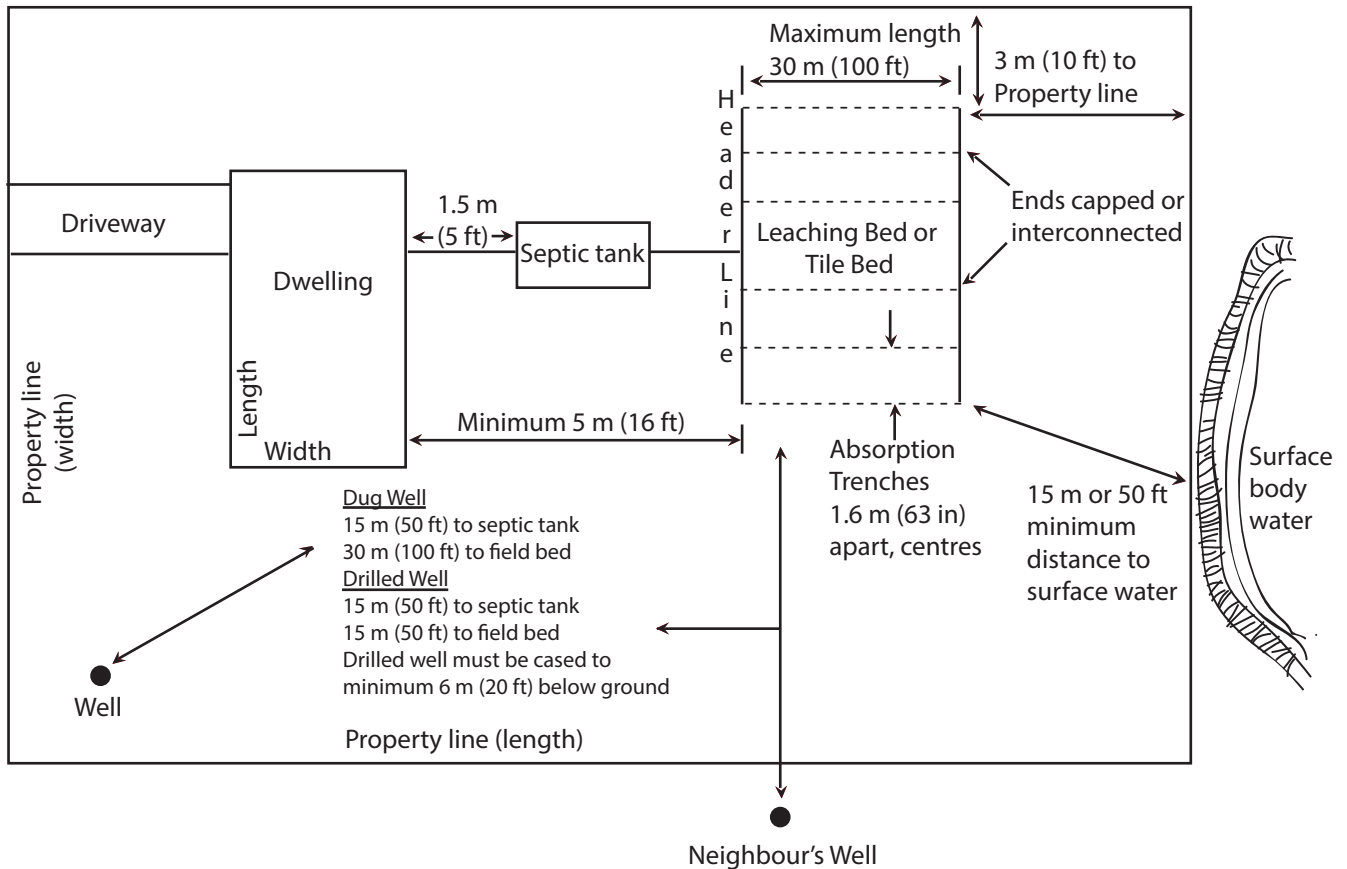 Maximum length
30 m (100 ft)
3 m (10 ft) to
Property line
Header Line
Driveway
1.5 m
(5 ft)
Septic tank
Dwelling
Leaching Bed or
Tile Bed
Ends capped or
interconnected
Property line
(width)
Length
Width
Minimum 5 m (16 ft)
Absorption
Trenches
1.6 m (63 in)
apart, centres
15 m or 50 ft
minimum
distance to
surface water
Surface
body
water
Dug Well
15 m (50 ft) to septic tank
30 m (100 ft) to field bed
Drilled Well
15 m (50 ft) to septic tank
15 m (50 ft) to field bed
Drilled well must be cased to
minimum 6 m (20 ft) below ground
Well
Property line (length)
Neighbour's Well